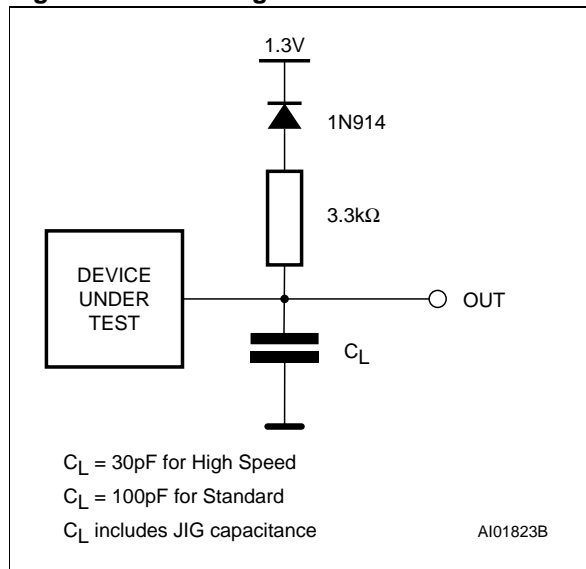 1.3V
1N914
3.3kΩ
DEVICE
UNDER
TEST
OUT
CL
CL = 30pF for High Speed
CL = 100pF for Standard
CL includes JIG capacitance
AI01823B